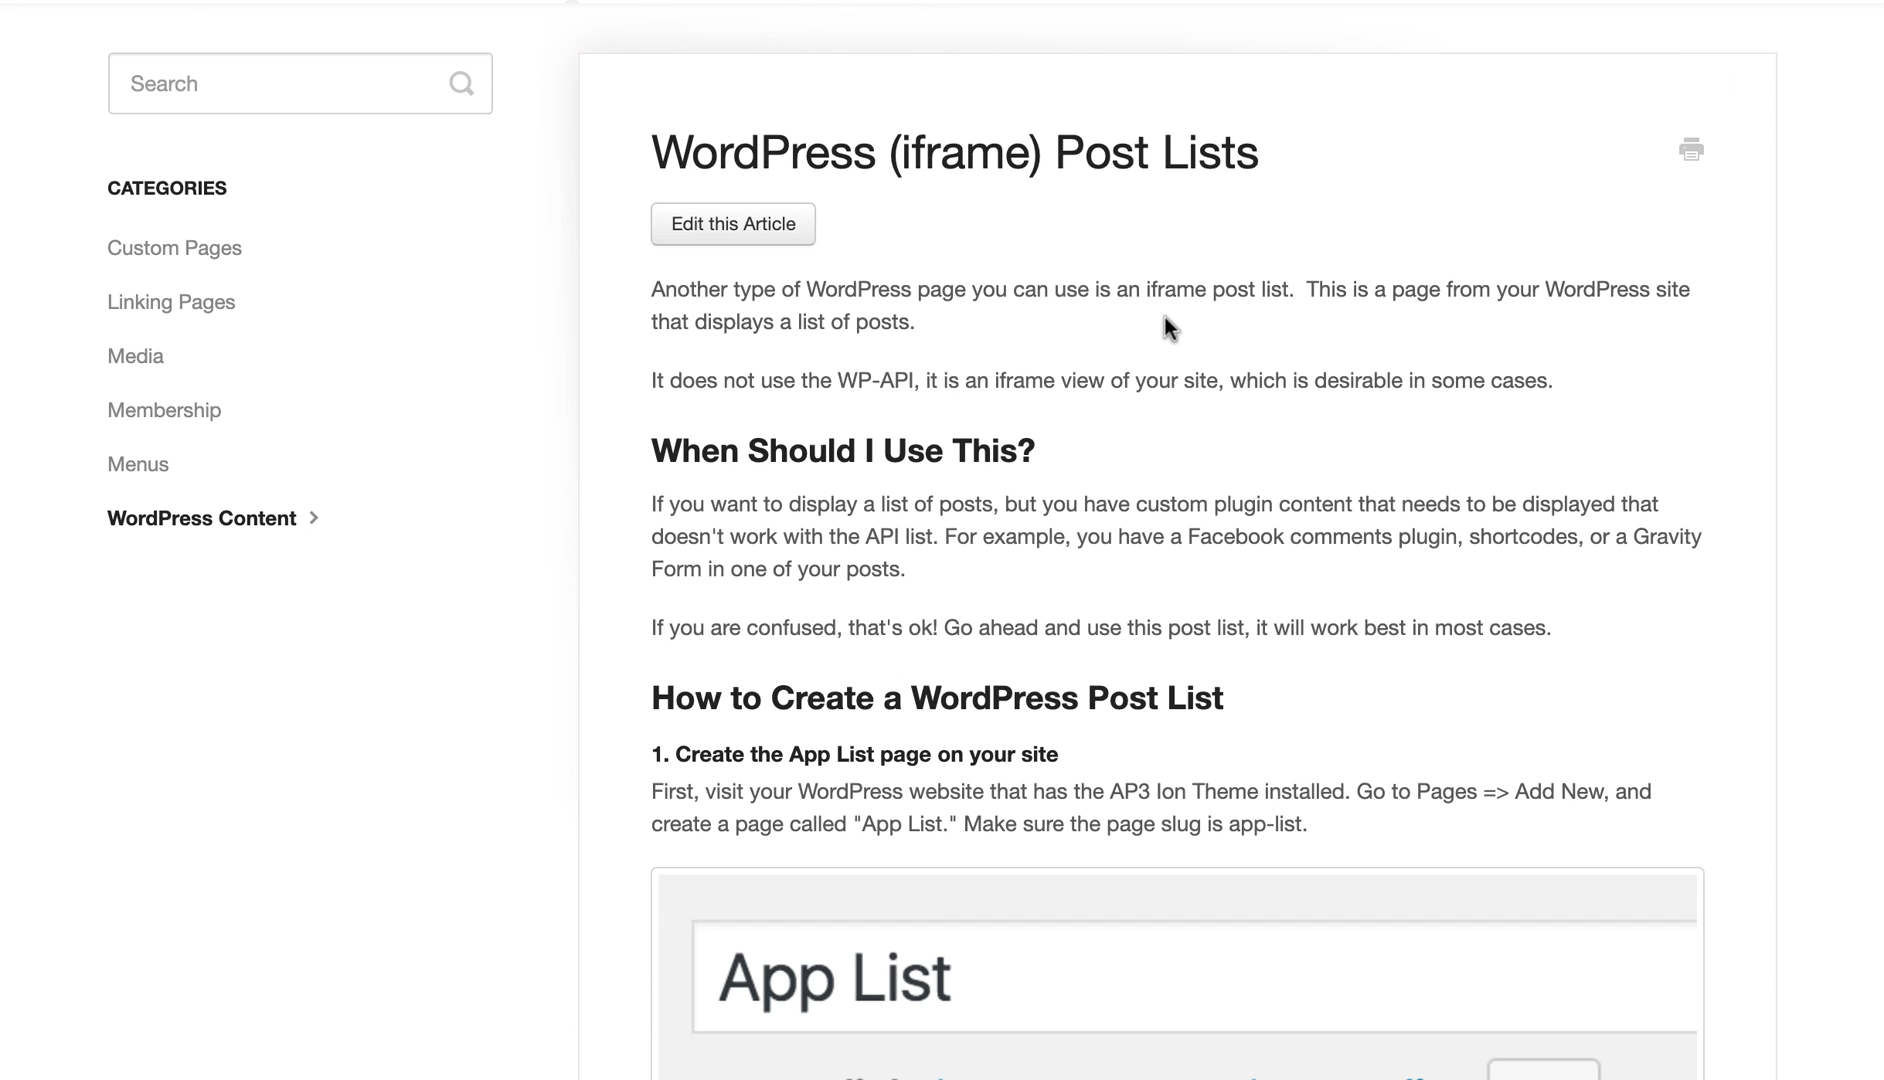 Search
CATEGORIES
Custom Pages
Linking Pages
Media
Membership
Menus
WordPress Content
WordPress (iframe) Post Lists
Edit this Article
Another type of WordPress page you can use is an iframe post list.  This is a page from your WordPress site
that displays a list of posts.
It does not use the WP-API, it is an iframe view of your site, which is desirable in some cases.
When Should I Use This?
If you want to display a list of posts, but you have custom plugin content that needs to be displayed that
doesn't work with the API list. For example, you have a Facebook comments plugin, shortcodes, or a Gravity
Form in one of your posts.
If you are confused, that's ok! Go ahead and use this post list, it will work best in most cases.
How to Create a WordPress Post List
1. Create the App List page on your site
First, visit your WordPress website that has the AP3 Ion Theme installed. Go to Pages => Add New, and
create a page called "App List." Make sure the page slug is app-list.
App List